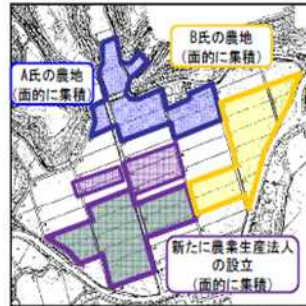 B氏の農地
(面的に集積)
A氏の農地
(面的に集積)
新たに農業生産法人
の設立
(面的に集積)